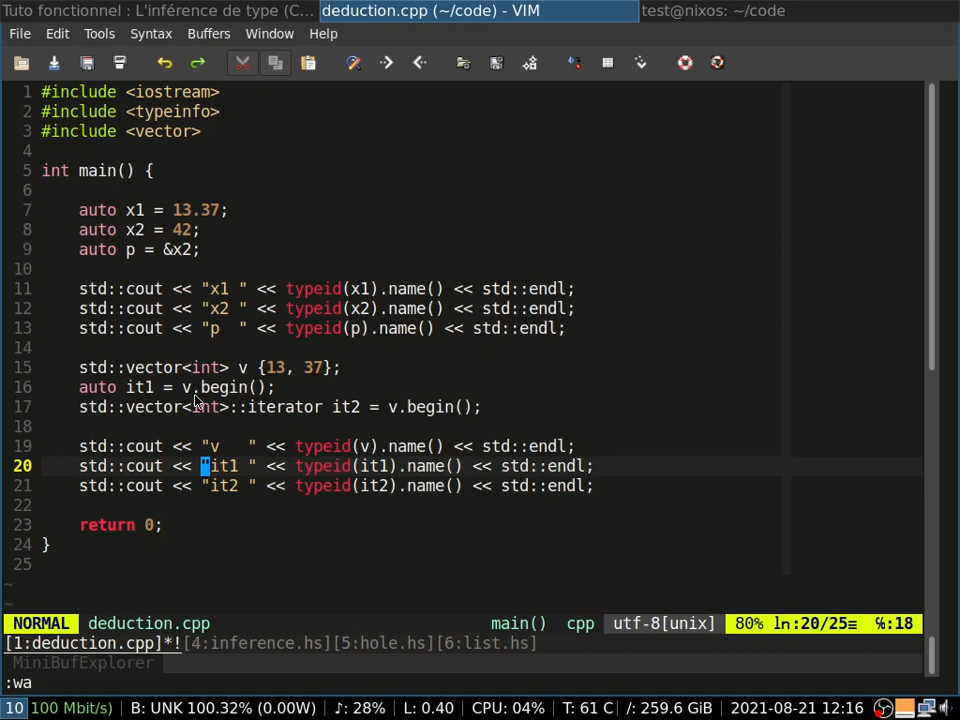 Tuto fonctionnel : L'inférence de type (C... deduction.cpp (~/code) - VIM test@nixos: ~/code
File Edit Tools Syntax Buffers Window Help
1 #include <iostream>
2 #include <typeinfo>
3 #include <vector>
4
5 int main() {
6
7 auto x1 = 13.37;
8 auto x2 = 42;
9 auto p = &x2;
10
11 std::cout << "x1 " << typeid(x1).name() << std::endl;
12 std::cout << "x2 " << typeid(x2).name() << std::endl;
13 std::cout << "p  " << typeid(p).name() << std::endl;
14
15 std::vector<int> v {13, 37};
16 auto it1 = v.begin();
17 std::vector<int>::iterator it2 = v.begin();
18
19 std::cout << "v   " << typeid(v).name() << std::endl;
20 std::cout << "it1 " << typeid(it1).name() << std::endl;
21 std::cout << "it2 " << typeid(it2).name() << std::endl;
22
23 return 0;
24 }
25
~
~
NORMAL deduction.cpp main() cpp utf-8[unix] 80% ln:20/25≡ ℅:18
[1:deduction.cpp]*![4:inference.hs][5:hole.hs][6:list.hs]
MiniBufExplorer
:wa
10 100 Mbit/s) B: UNK 100.32% (0.00W) ♪: 28% L: 0.40 CPU: 04% T: 61 C /: 259.6 GiB 2021-08-21 12:16